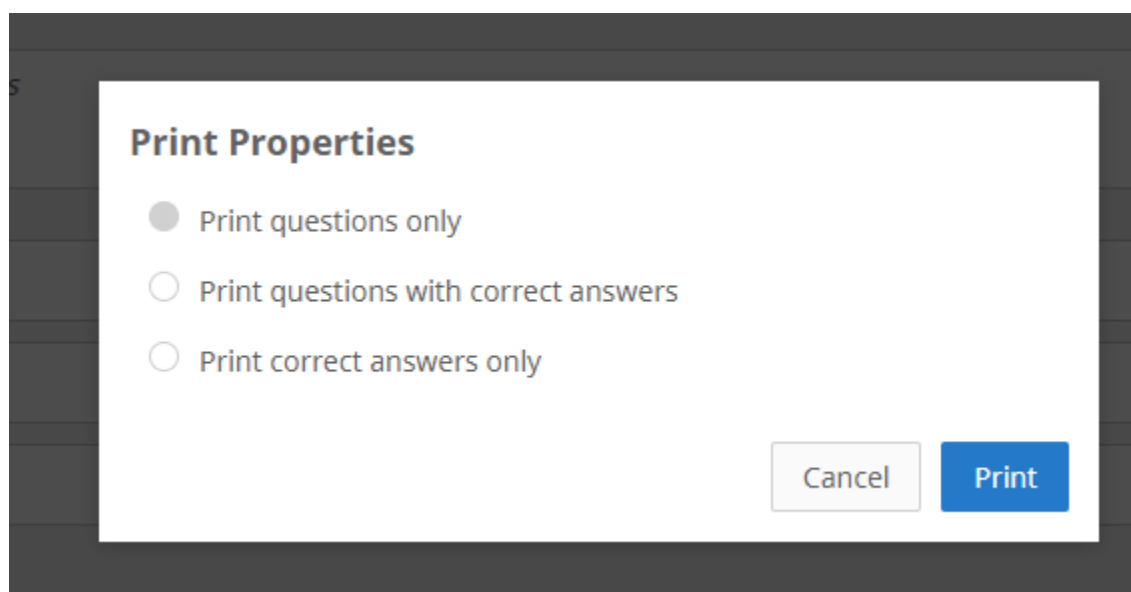 s
Print Properties
Print questions only
Print questions with correct answers
Print correct answers only
Cancel
Print